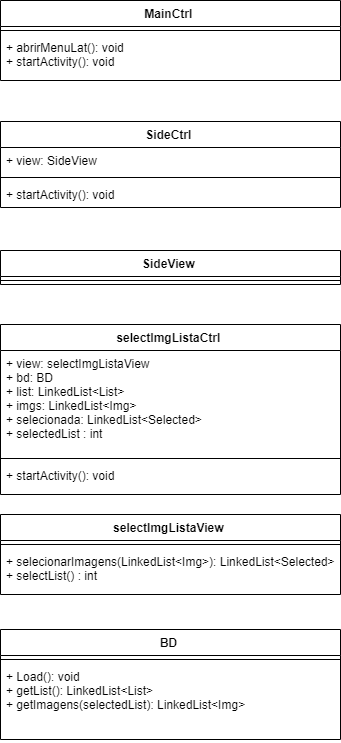 MainCtrl
+ abrirMenuLat(): void
+ startActivity(): void
SideCtrl
+ view: SideView
+ startActivity(): void
SideView
selectImgListaCtrl
+ view: selectImgListaView
+ bd: BD
+ list: LinkedList<List>
+ imgs: LinkedList<Img>
+ selecionada: LinkedList<Selected>
+ selectedList : int
+ startActivity(): void
selectImgListaView
+ selecionarImagens(LinkedList<Img>): LinkedList<Selected>
+ selectList() : int
BD
+ Load(): void
+ getList(): LinkedList<List>
+ getImagens(selectedList): LinkedList<Img>